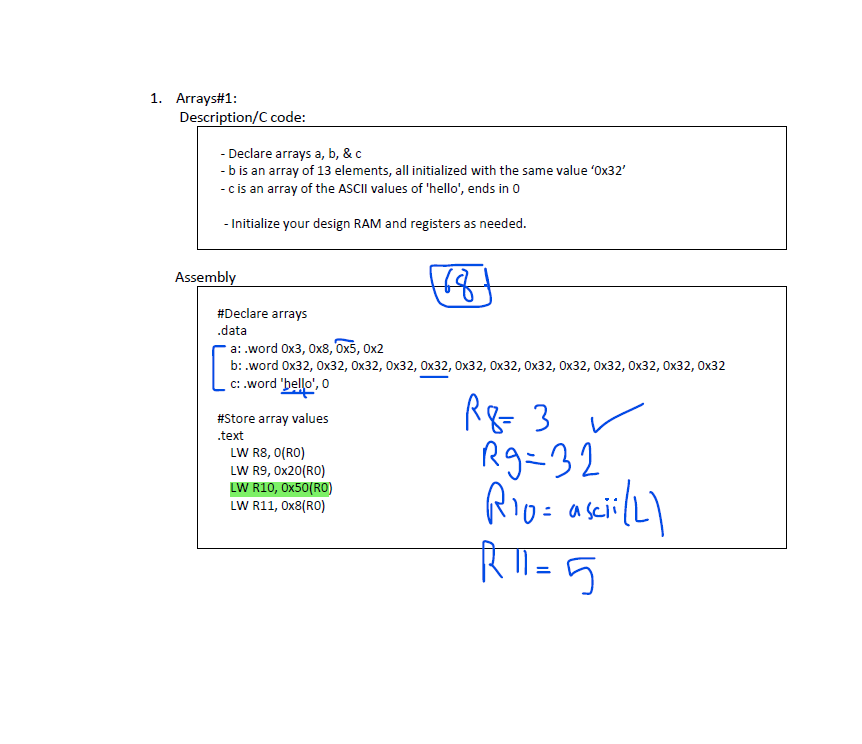 1. Arrays#1:
Description/C code:
- Declare arrays a, b, & c
- b is an array of 13 elements, all initialized with the same value ‘0x32’
- c is an array of the ASCII values of 'hello', ends in 0
- Initialize your design RAM and registers as needed.
Assembly
18
#Declare arrays
.data
a: .word 0x3, 0x8, 0x5, 0x2
b: .word 0x32, 0x32, 0x32, 0x32, 0x32, 0x32, 0x32, 0x32, 0x32, 0x32, 0x32, 0x32, 0x32
c: .word 'hello', 0
#Store array values
.text
LW R8, 0(R0)
LW R9, 0x20(R0)
LW R10, 0x50(R0)
LW R11, 0x8(R0)
R8= 3
R9=32
R10= ascii(L)
R11= 5